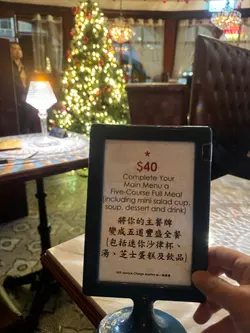 $40
Complete Your
Main Menu a
Five-Course Full Meal
(including mini salad cup,
soup, dessert and drink)
將你的主餐牌
變成五道豐盛全餐
(包括迷你沙律杯、
湯、芝士蛋糕及飲品)